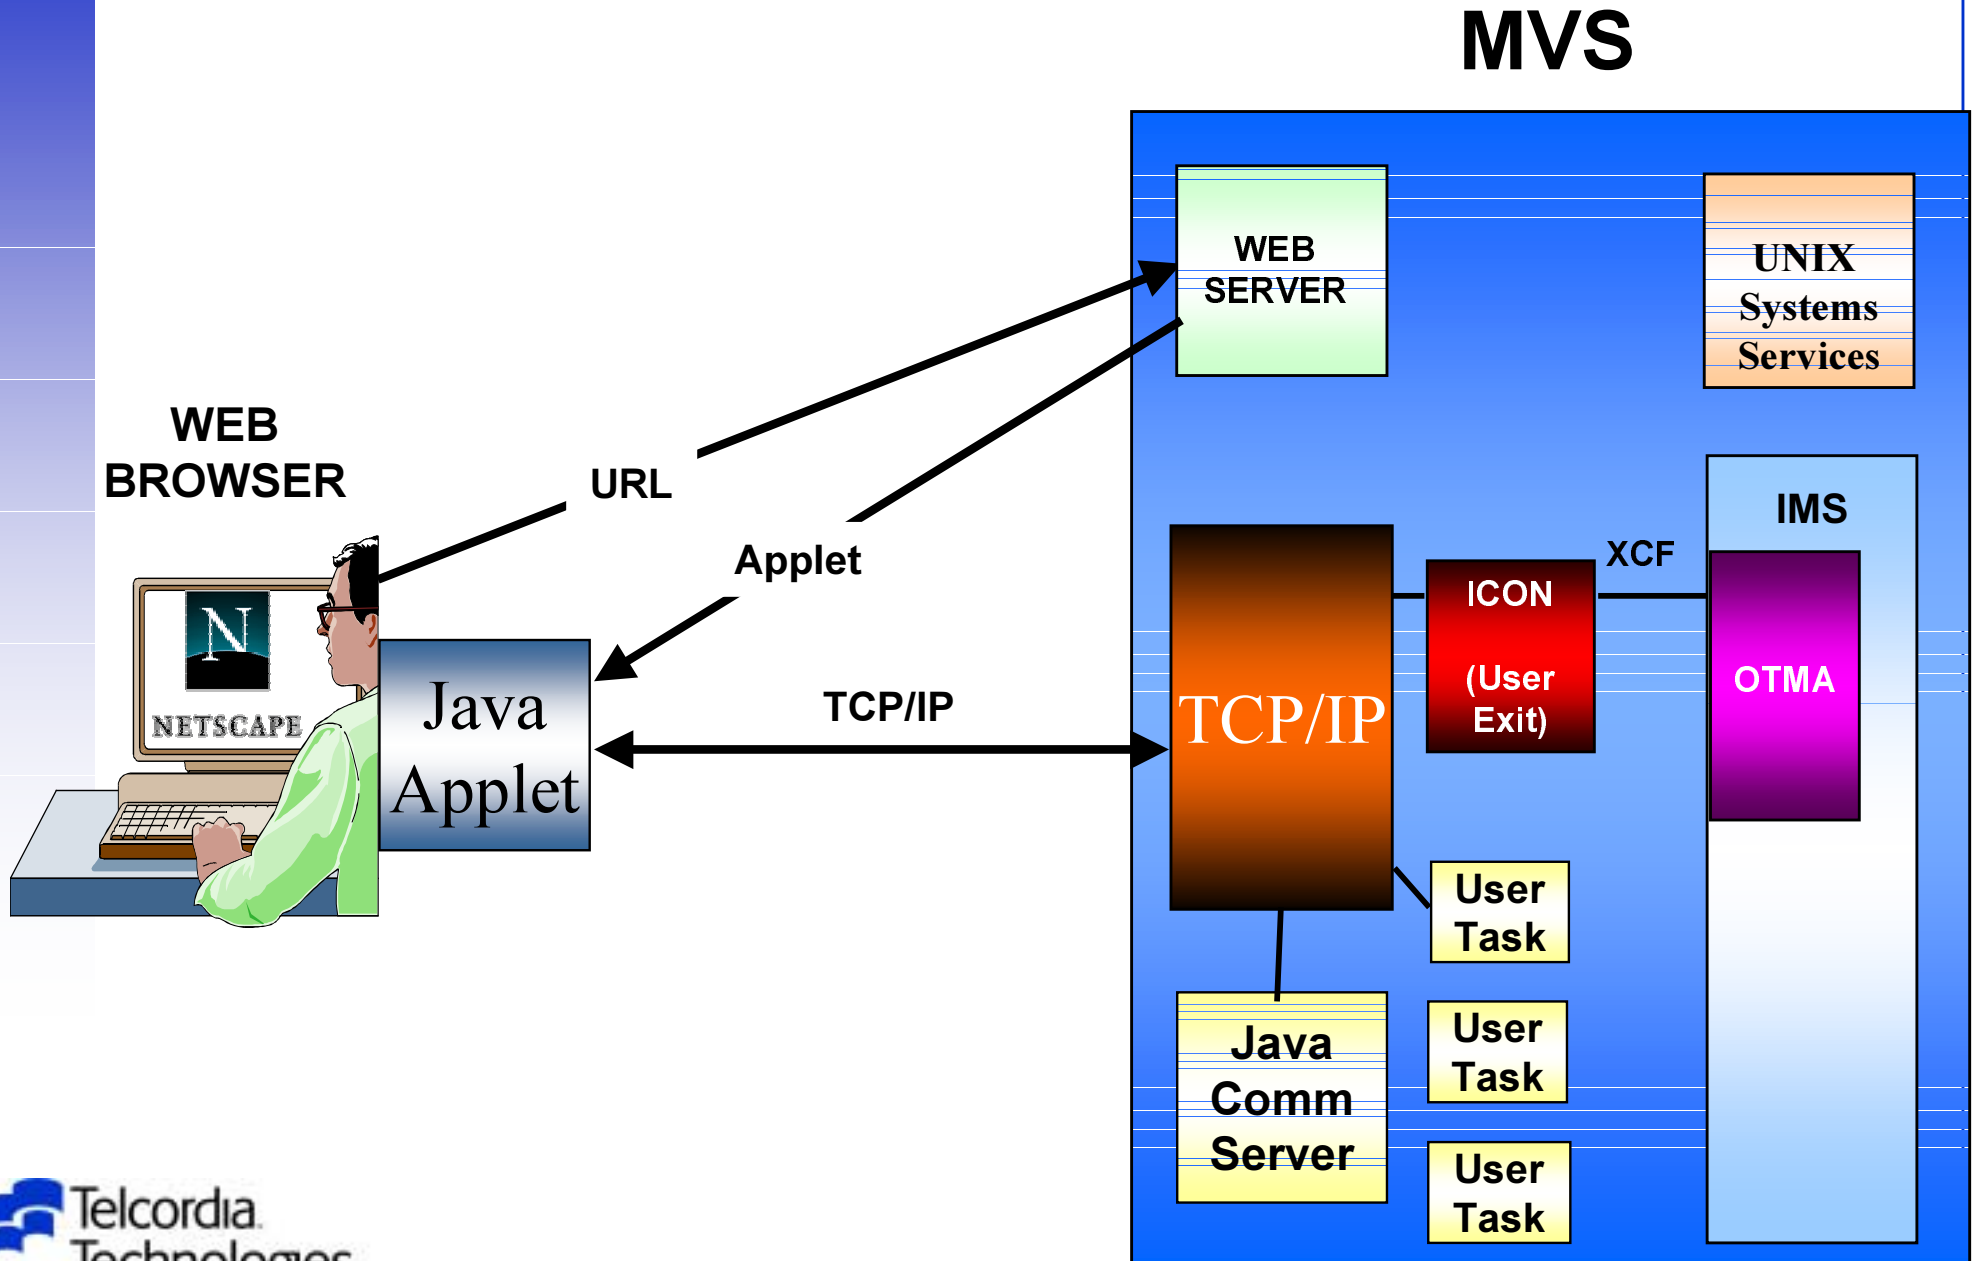 MVS
WEB
SERVER
UNIX
Systems
Services
WEB
BROWSER
URL
Applet
IMS
XCF
ICON
(User
Exit)
OTMA
N
NETSCAPE
Java
Applet
TCP/IP
TCP/IP
User
Task
Java
Comm
Server
User
Task
User
Task
Telcordia
Technologies